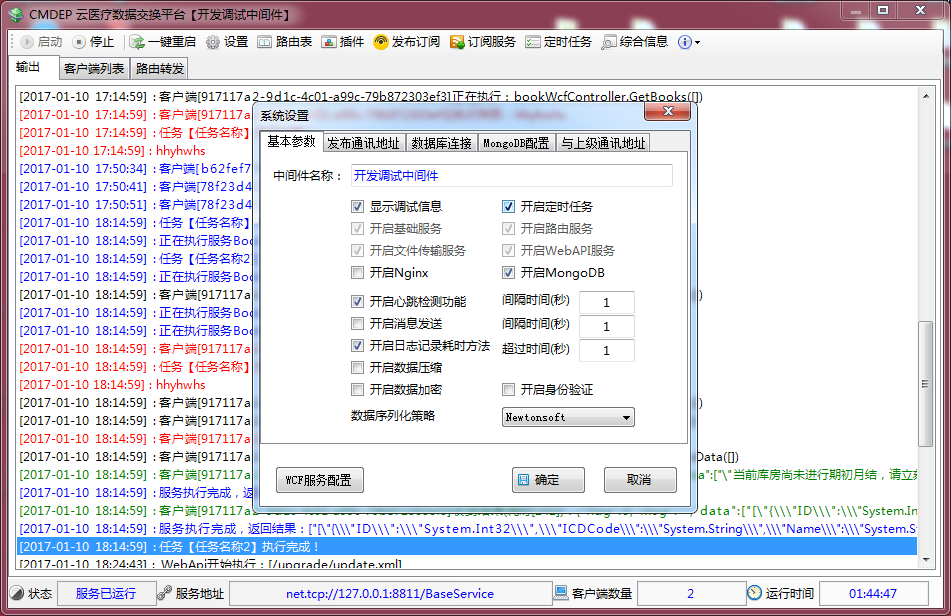 CMDEP 云医疗数据交换平台【开发调试中间件】
启动 停止 一键重启 设置 路由表 插件 发布订阅 订阅服务 定时任务 综合信息
输出 客户端列表 路由转发
[2017-01-10 17:14:59] : 客户端[917117a2-9d1c-4c01-a99c-79b872303ef3]正在执行：bookWcfController.GetBooks([])
[2017-01-10 17:14:59] : 客户端[917117a
[2017-01-10 17:14:59] : 任务【任务名称】
[2017-01-10 17:14:59] : hhyhwhs
[2017-01-10 17:50:34] : 客户端[b62fef7
[2017-01-10 17:50:41] : 客户端[78f23d4
[2017-01-10 17:50:51] : 客户端[78f23d4
[2017-01-10 18:14:59] : 任务【任务名称】
[2017-01-10 18:14:59] : 正在执行服务Boo
[2017-01-10 18:14:59] : 任务【任务名称2】
[2017-01-10 18:14:59] : 正在执行服务Boo
[2017-01-10 18:14:59] : 客户端[917117a
[2017-01-10 18:14:59] : 正在执行服务Boo
[2017-01-10 18:14:59] : 正在执行服务Boo
[2017-01-10 18:14:59] : 客户端[917117a
[2017-01-10 18:14:59] : 任务【任务名称】
[2017-01-10 18:14:59] : hhyhwhs
[2017-01-10 18:14:59] : 客户端[917117a
[2017-01-10 18:14:59] : 客户端[917117a
[2017-01-10 18:14:59] : 客户端[917117a
[2017-01-10 18:14:59] : 客户端[917117a Data([])
[2017-01-10 18:14:59] : 客户端[917117a a":["\"当前库房尚未进行期初月结，请立刻
[2017-01-10 18:14:59] : 服务执行完成，返
[2017-01-10 18:14:59] : 客户端[917117a data":["[\"{\\\"ID\\\":\\\"System.In
[2017-01-10 18:14:59] : 服务执行完成，返回结果：["[\"{\\\"ID\\\":\\\"System.Int32\\\",\\\"ICDCode\\\":\\\"System.String\\\",\\\"Name\\\":\\\"System.S
[2017-01-10 18:14:59] : 任务【任务名称2】执行完成！
[2017-01-10 18:24:43] : WebApi开始执行：[/upgrade/update.xml]
系统设置
基本参数 发布通讯地址 数据库连接 MongoDB配置 与上级通讯地址
中间件名称： 开发调试中间件
显示调试信息 开启定时任务
开启基础服务 开启路由服务
开启文件传输服务 开启WebAPI服务
开启Nginx 开启MongoDB
开启心跳检测功能 间隔时间(秒) 1
开启消息发送 间隔时间(秒) 1
开启日志记录耗时方法 超过时间(秒) 1
开启数据压缩
开启数据加密 开启身份验证
数据序列化策略 Newtonsoft
WCF服务配置 确定 取消
状态 服务已运行 服务地址 net.tcp://127.0.0.1:8811/BaseService 客户端数量 2 运行时间 01:44:47